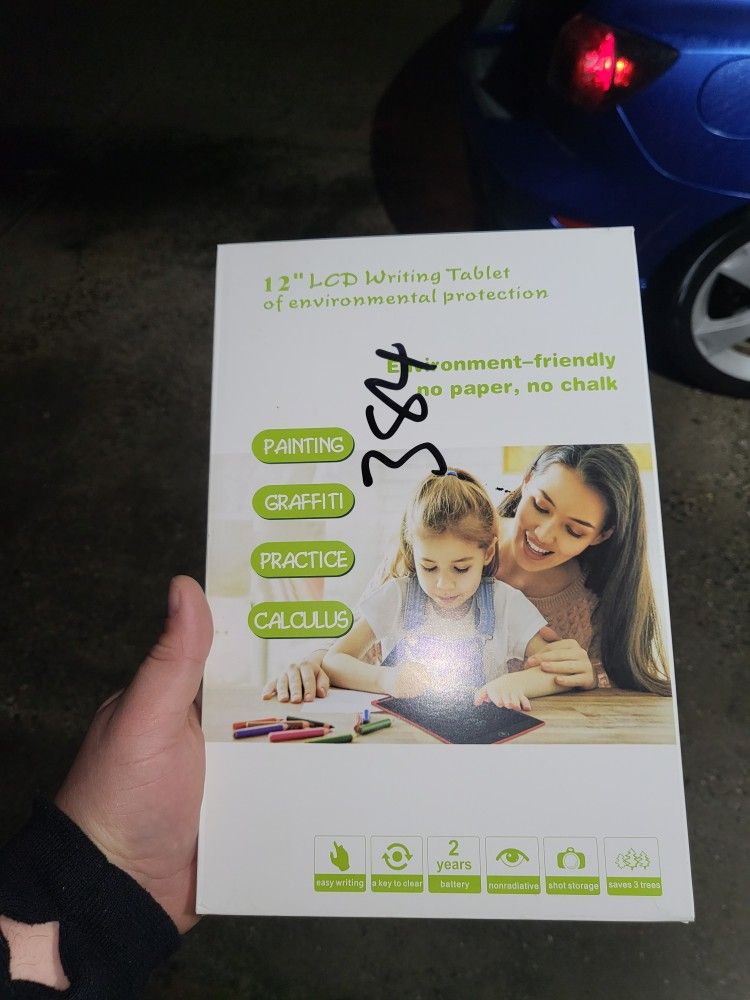 12" LCD Writing Tablet
of environmental protection
Environment-friendly
no paper, no chalk
384
PAINTING
GRAFFITI
PRACTICE
CALCULUS
easy writing
a key to clear
2
years
battery
nonradiative
shot storage
saves 3 trees